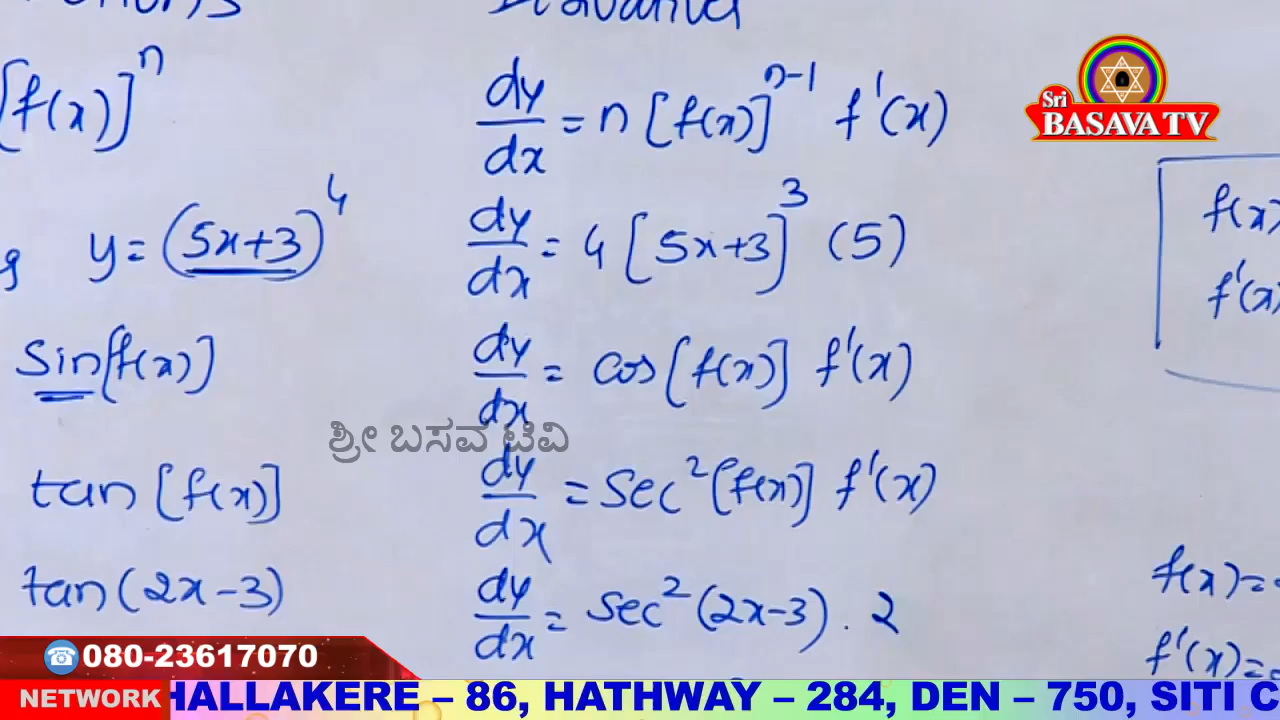 [f(x)]^n dy/dx = n [f(x)]^{n-1} f'(x)
y = (5x+3)^4 dy/dx = 4 [5x+3]^3 (5)
sin[f(x)] dy/dx = cos[f(x)] f'(x)
tan [f(x)] dy/dx = sec^2 [f(x)] f'(x)
tan(2x-3) dy/dx = sec^2 (2x-3) . 2
f(x)
f'(x)
f(x)=
f'(x)=
Sri
BASAVA TV
ಶ್ರೀ ಬಸವ ಟಿವಿ
080-23617070
NETWORK HALLAKERE – 86, HATHWAY – 284, DEN – 750, SITI C